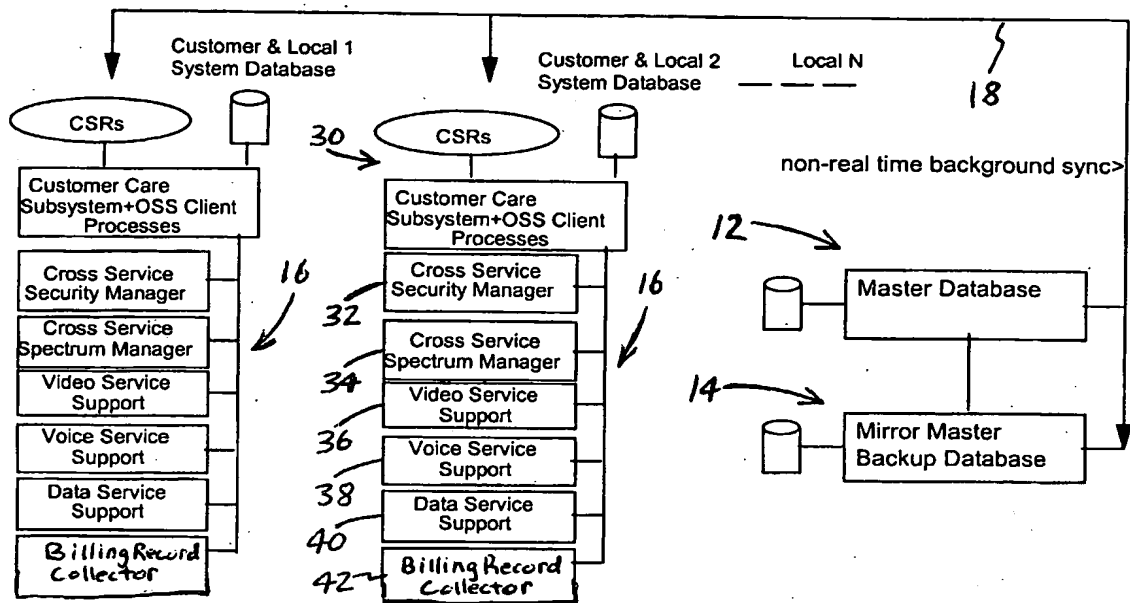 Customer & Local 1
System Database
Customer & Local 2
System Database
Local N
18
CSRs
30
CSRs
non-real time background sync>
Customer Care
Subsystem+OSS Client
Processes
Customer Care
Subsystem+OSS Client
Processes
12
Cross Service
Security Manager
16
Cross Service
Security Manager
32
16
Master Database
Cross Service
Spectrum Manager
Cross Service
Spectrum Manager
34
Video Service
Support
Video Service
Support
36
14
Mirror Master
Backup Database
Voice Service
Support
Voice Service
Support
38
Data Service
Support
Data Service
Support
40
Billing Record
Collector
Billing Record
Collector
42